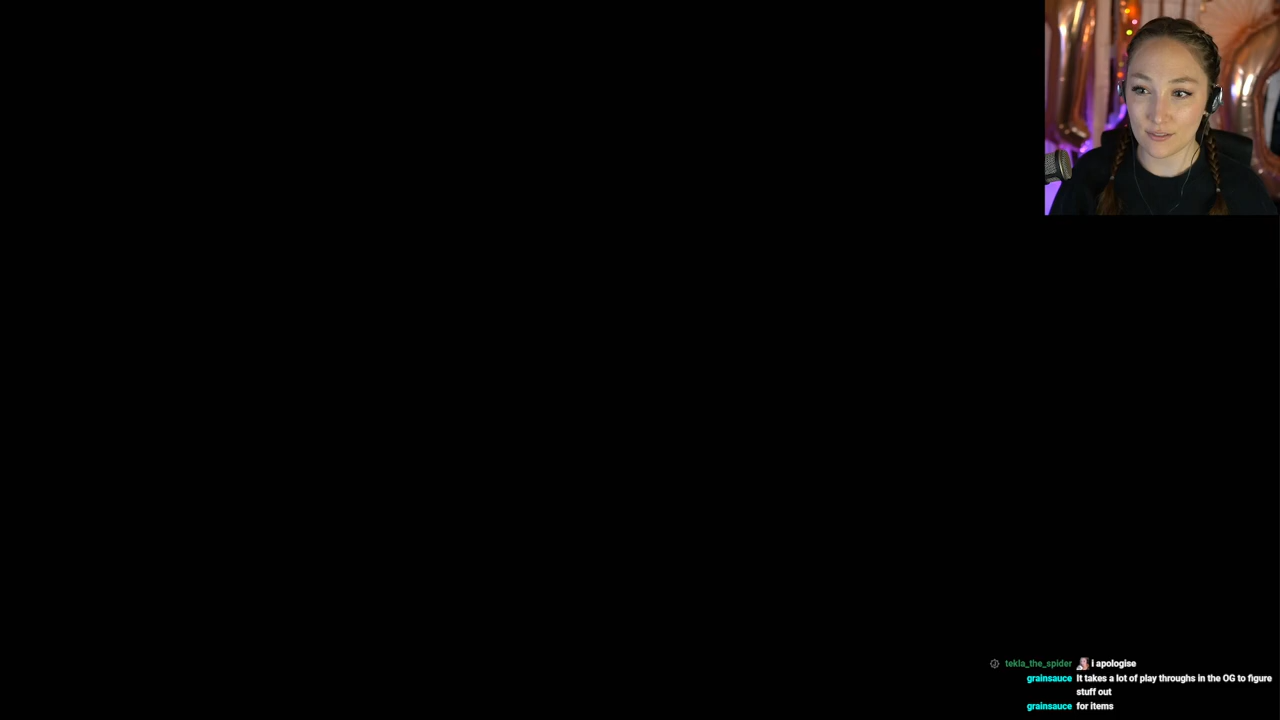 tekla_the_spider i apologise
grainsauce It takes a lot of play throughs in the OG to figure
stuff out
grainsauce for items